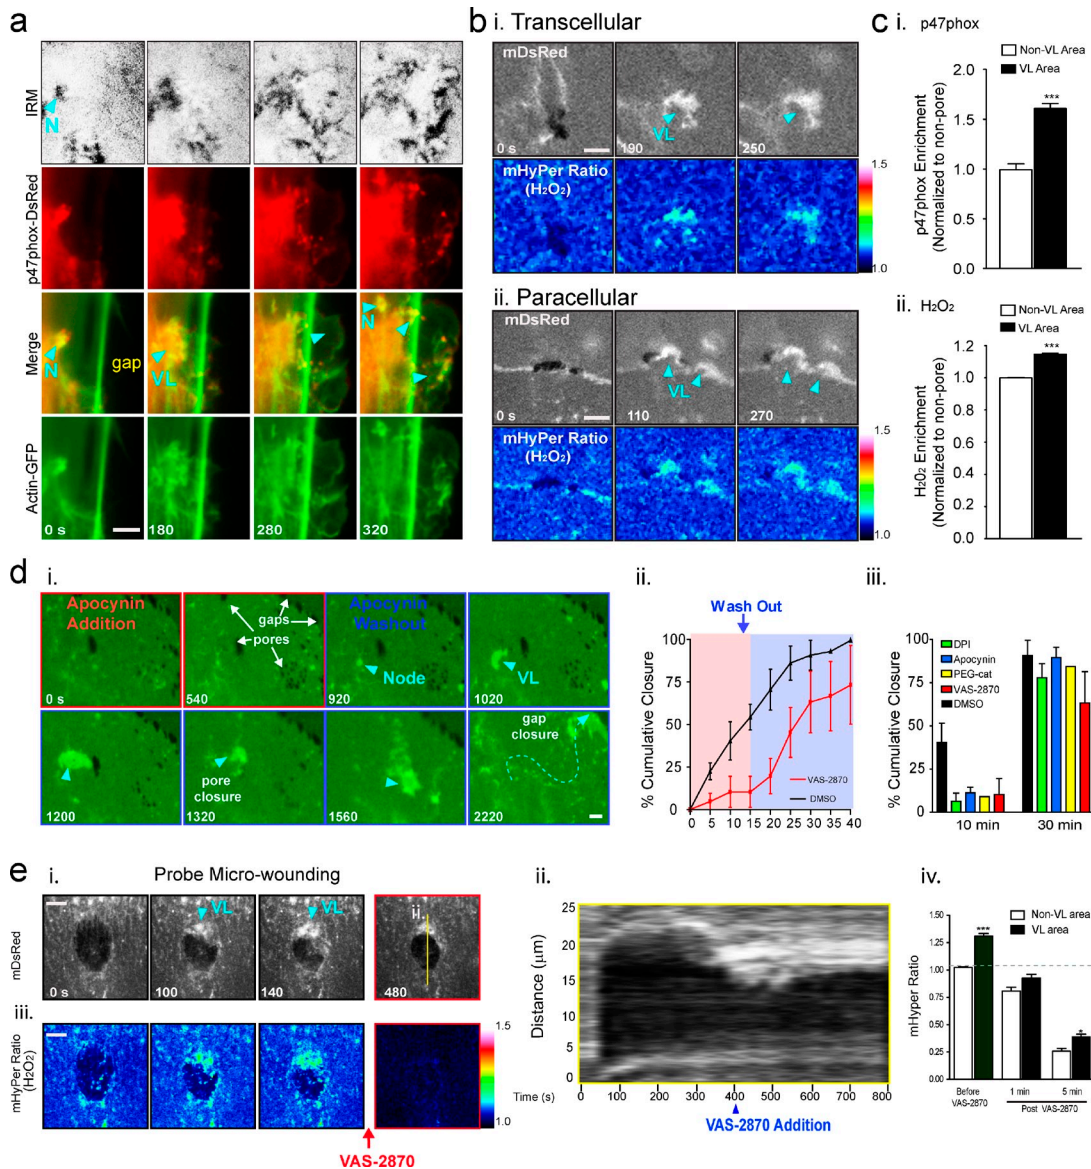 a
IRM
N
p47phox-DsRed
Merge
N
VL
gap
N
Actin-GFP
0 s
180
280
320
b i. Transcellular
mDsRed
VL
0 s
190
250
mHyPer Ratio
(H2O2)
1.5
1.0
ii. Paracellular
mDsRed
VL
0 s
110
270
mHyPer Ratio
(H2O2)
1.5
1.0
c i. p47phox
Non-VL Area
VL Area
p47phox Enrichment
(Normalized to non-pore)
2.0
1.5
1.0
0.5
0.0
***
ii. H2O2
Non-VL Area
VL Area
H2O2 Enrichment
(Normalized to non-pore)
1.2
1.0
0.8
0.6
0.4
0.2
0.0
***
d
i.
Apocynin
Addition
0 s
gaps
pores
540
Apocynin
Washout
Node
920
VL
1020
1200
pore
closure
1320
1560
gap
closure
2220
ii.
Wash Out
% Cumulative Closure
100
75
50
25
0
VAS-2870
DMSO
0 5 10 15 20 25 30 35 40
iii.
% Cumulative Closure
100
75
50
25
0
DPI
Apocynin
PEG-cat
VAS-2870
DMSO
10 min
30 min
e
i.
Probe Micro-wounding
mDsRed
VL
VL
ii.
0 s
100
140
480
iii.
mHyPer Ratio
(H2O2)
1.5
1.0
VAS-2870
ii.
Distance (µm)
25
20
15
10
5
0
Time (s)
0 100 200 300 400 500 600 700 800
VAS-2870 Addition
iv.
Non-VL area
VL area
mHyper Ratio
1.50
1.25
1.00
0.75
0.50
0.25
0.00
***
*
Before
VAS-2870
1 min
5 min
Post VAS-2870